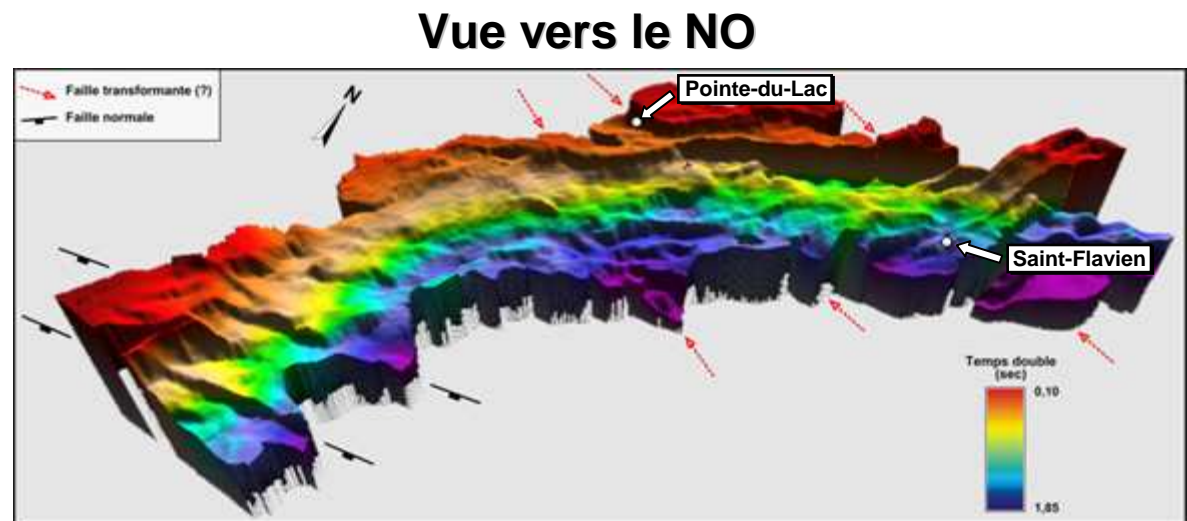 Vue vers le NO
Faille transformante (?)
Faille normale
N
Pointe-du-Lac
Saint-Flavien
Temps double
(sec)
0,10
1,85